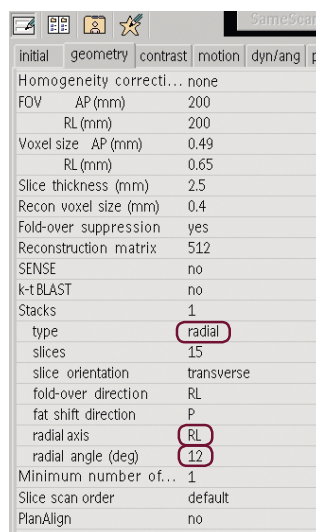 SameScan
initial geometry contrast motion dyn/ang p
Homogeneity correcti... none
FOV AP (mm) 200
RL (mm) 200
Voxel size AP (mm) 0.49
RL (mm) 0.65
Slice thickness (mm) 2.5
Recon voxel size (mm) 0.4
Fold-over suppression yes
Reconstruction matrix 512
SENSE no
k-t BLAST no
Stacks 1
type radial
slices 15
slice orientation transverse
fold-over direction RL
fat shift direction P
radial axis RL
radial angle (deg) 12
Minimum number of... 1
Slice scan order default
PlanAlign no